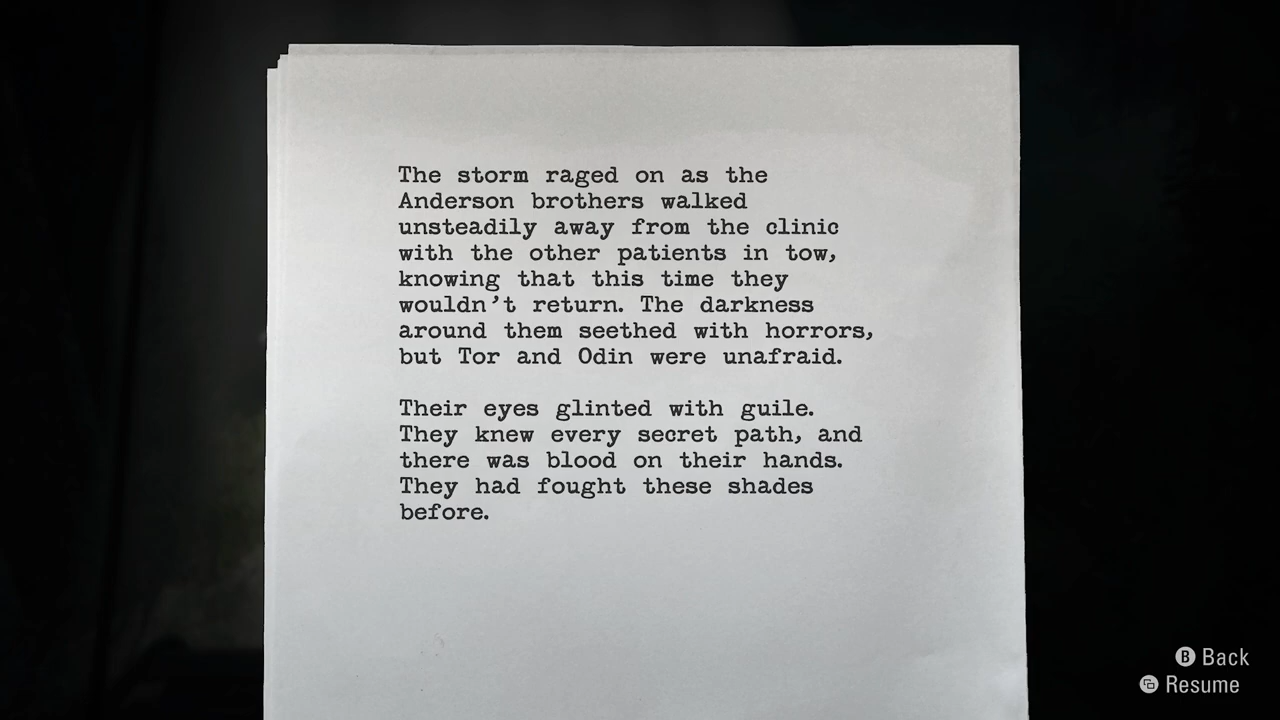 The storm raged on as the
Anderson brothers walked
unsteadily away from the clinic
with the other patients in tow,
knowing that this time they
wouldn't return. The darkness
around them seethed with horrors,
but Tor and Odin were unafraid.
Their eyes glinted with guile.
They knew every secret path, and
there was blood on their hands.
They had fought these shades
before.
B Back
Resume